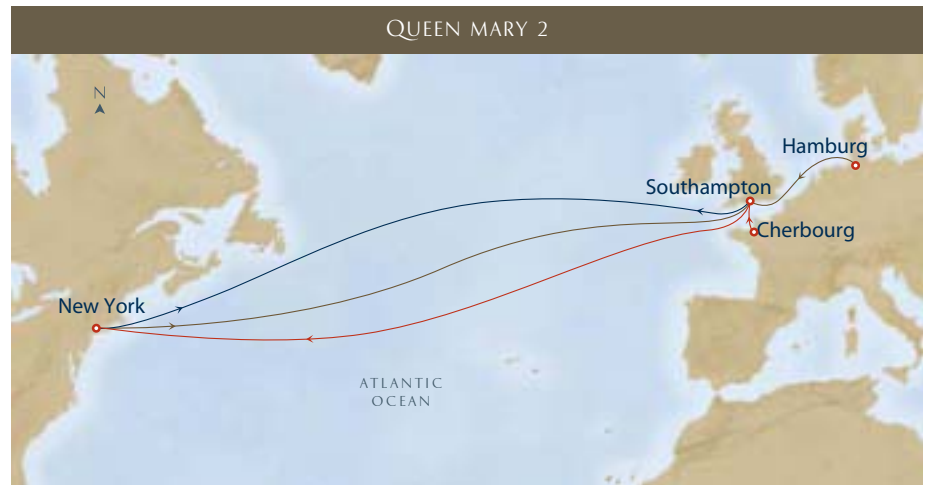 QUEEN MARY 2
N
Hamburg
Southampton
Cherbourg
New York
ATLANTIC
OCEAN